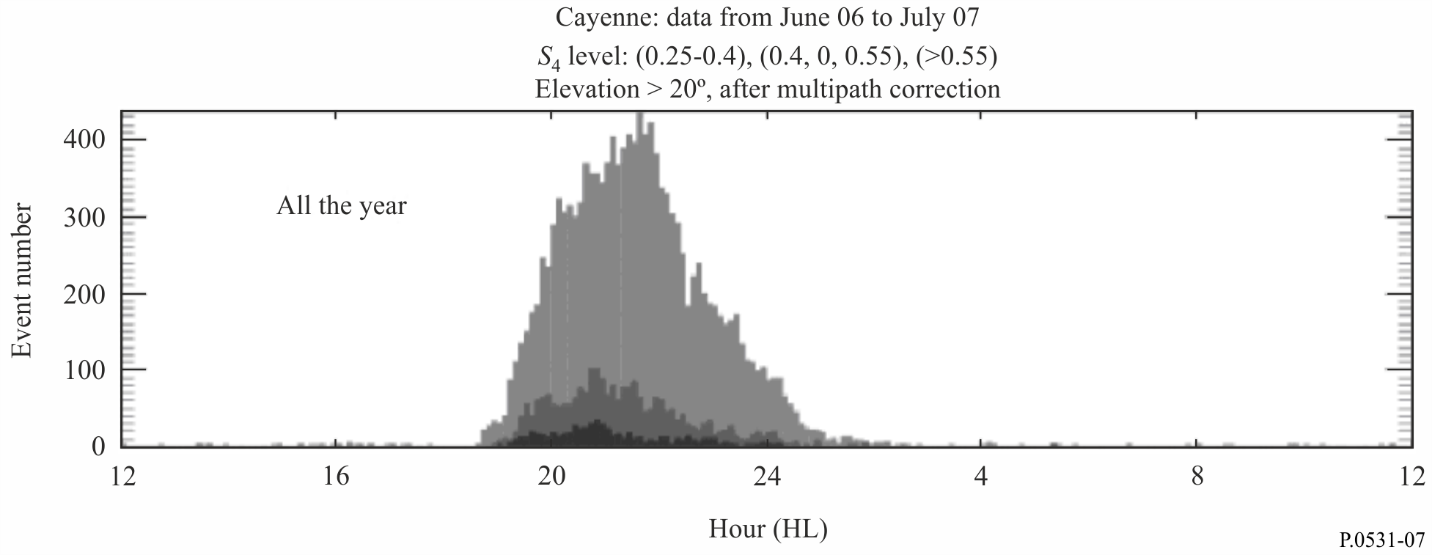 Cayenne: data from June 06 to July 07
S4 level: (0.25-0.4), (0.4, 0, 0.55), (>0.55)
Elevation > 20º, after multipath correction
400
300
200
100
0
Event number
All the year
12 16 20 24 4 8 12
Hour (HL)
P.0531-07